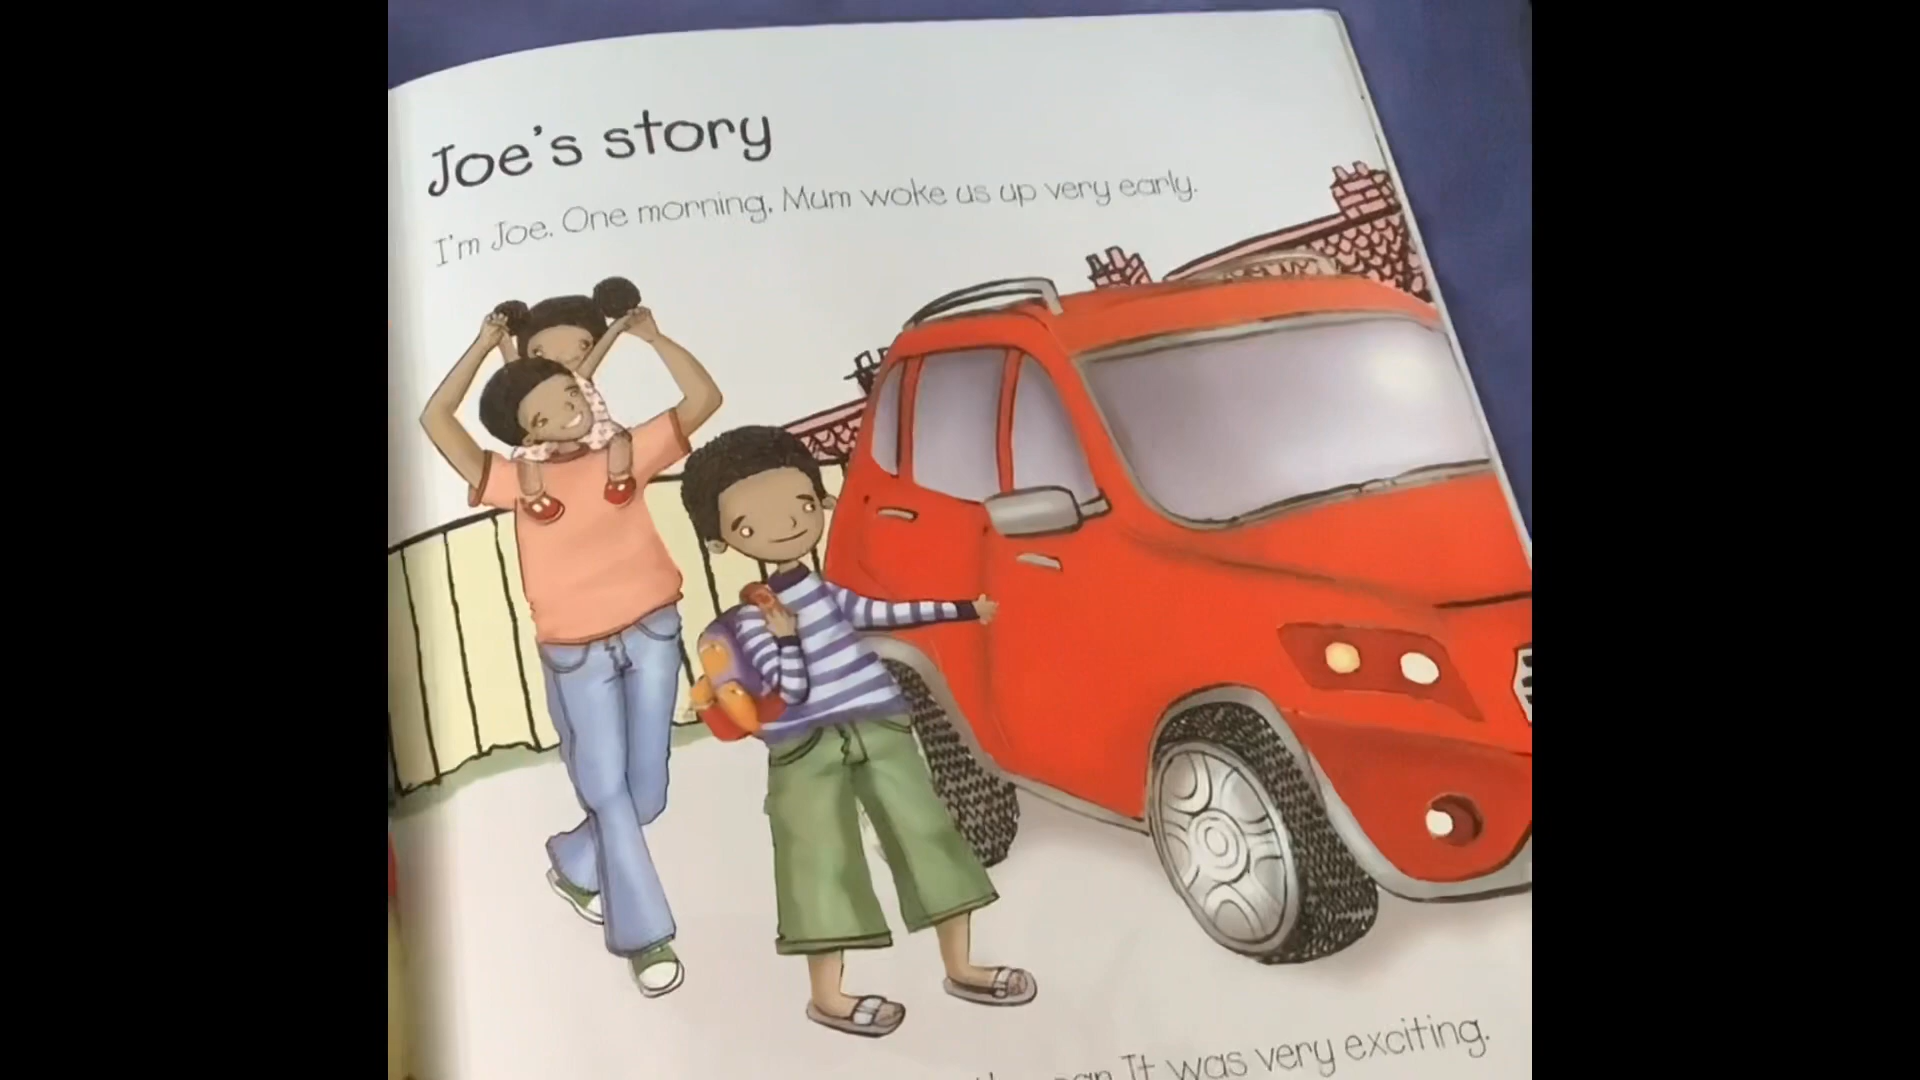 Joe's story
I'm Joe. One morning, Mum woke us up very early.
It was very exciting.